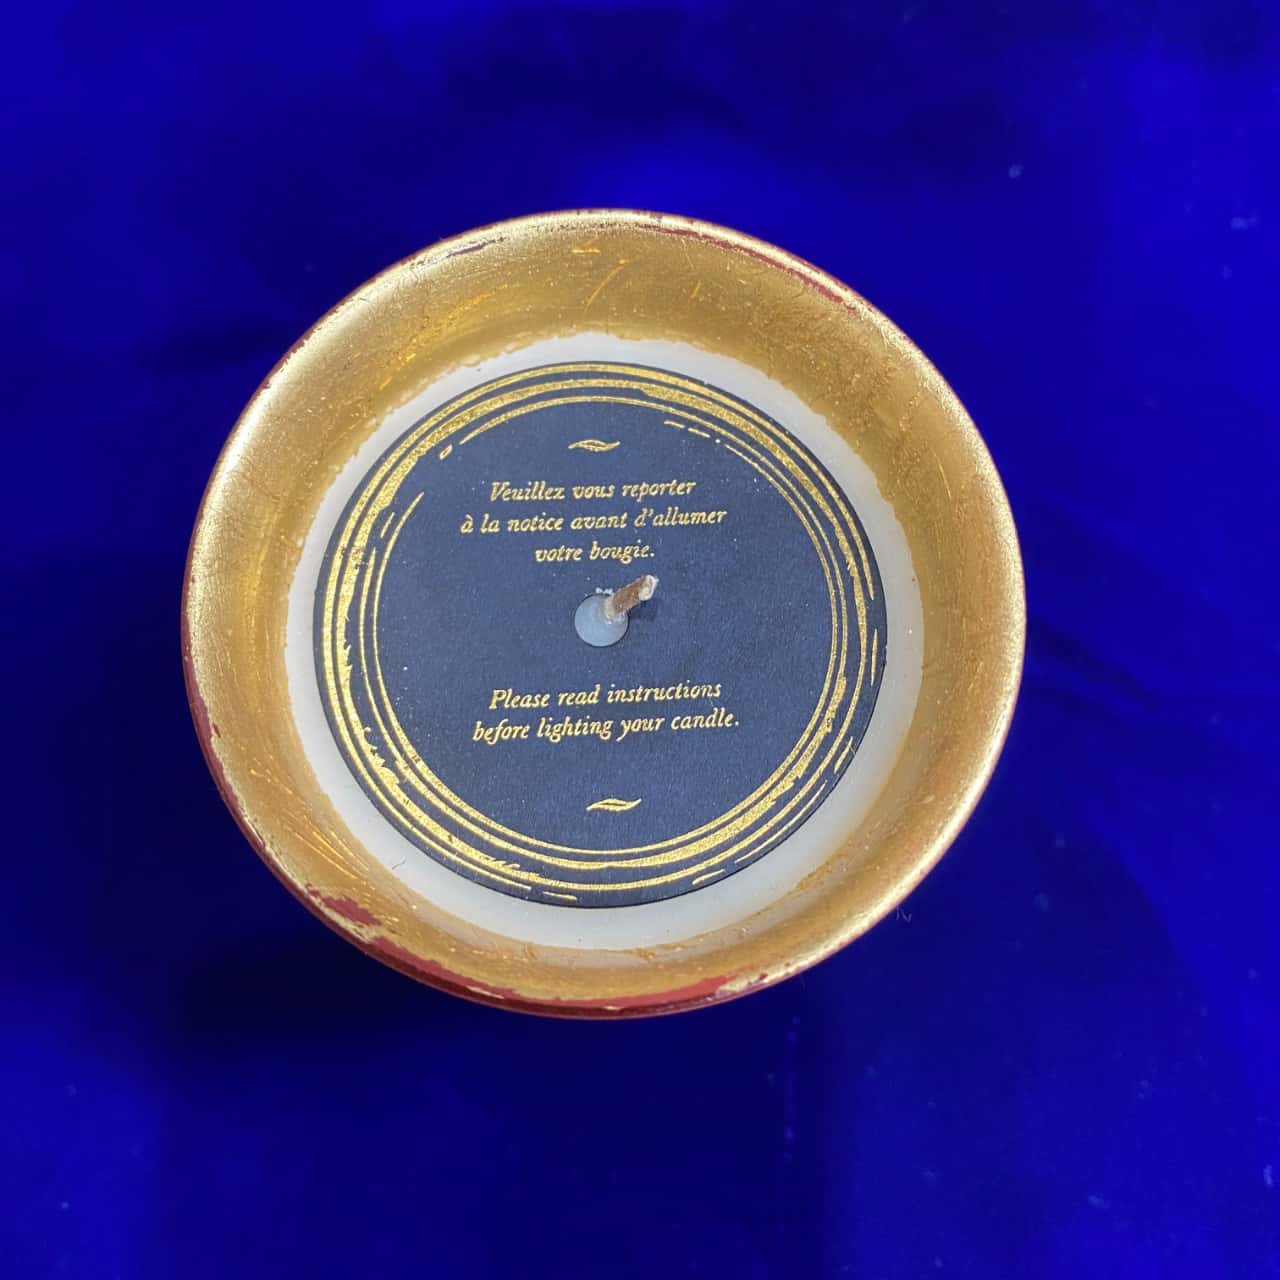 Veuillez vous reporter
à la notice avant d'allumer
votre bougie.
Please read instructions
before lighting your candle.